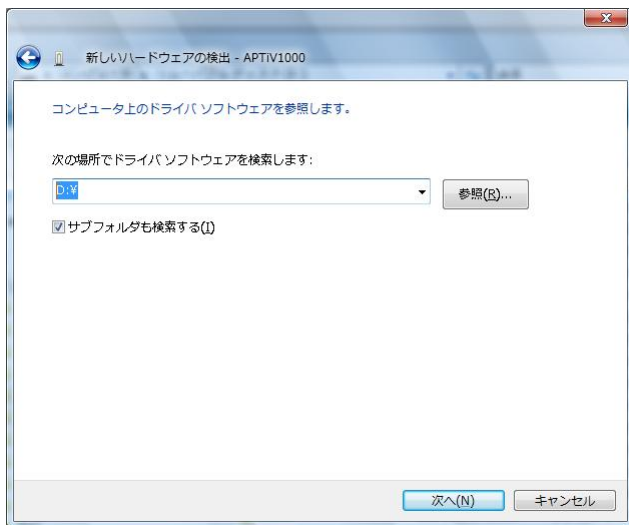 新しいハードウェアの検出 - APTiV1000
コンピュータ上のドライバ ソフトウェアを参照します。
次の場所でドライバ ソフトウェアを検索します:
D:¥
参照(R)...
サブフォルダも検索する(I)
次へ(N)
キャンセル